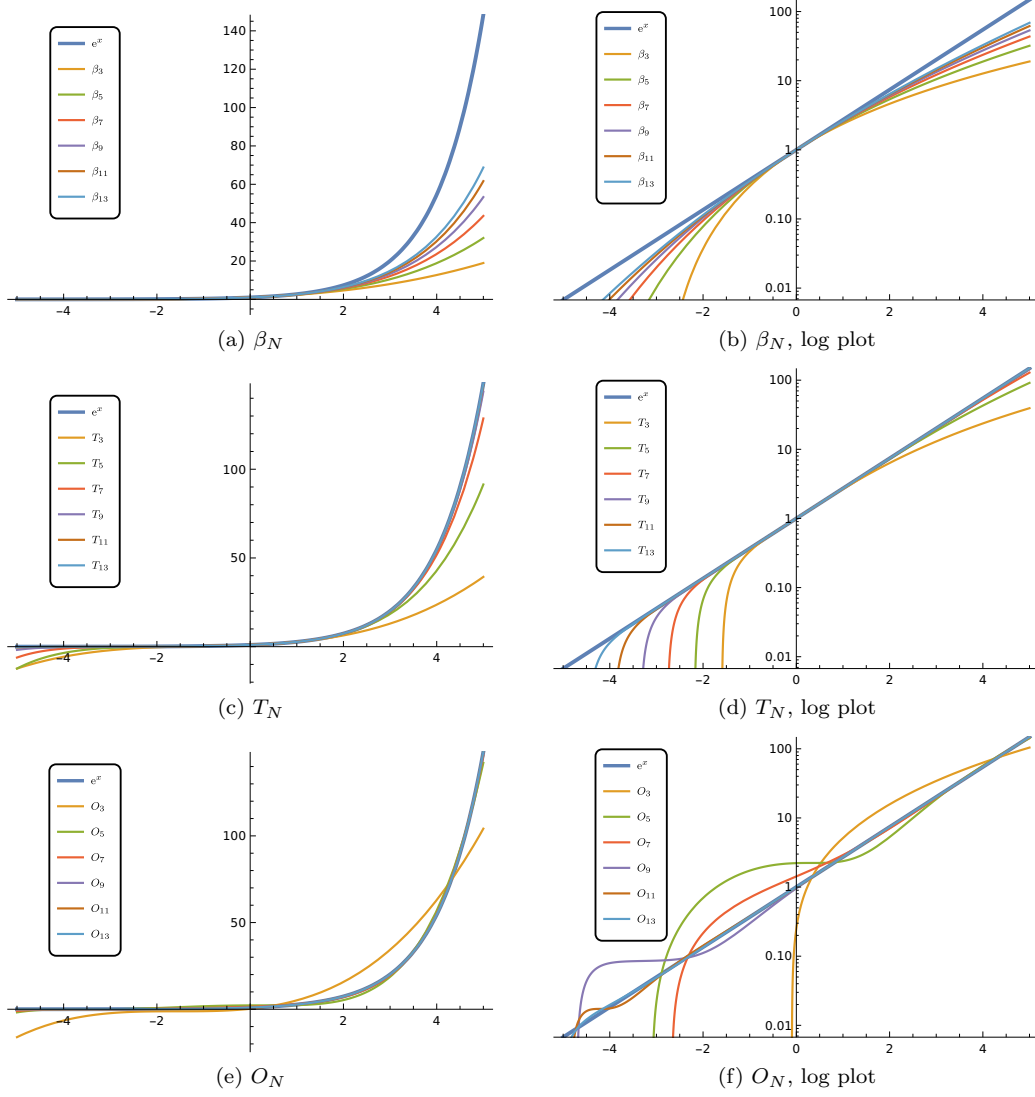 e^x
β_3
β_5
β_7
β_9
β_11
β_13
140
120
100
80
60
40
20
−4
−2
0
2
4
(a) β_N
e^x
β_3
β_5
β_7
β_9
β_11
β_13
100
10
1
0.10
0.01
−4
−2
0
2
4
(b) β_N, log plot
e^x
T_3
T_5
T_7
T_9
T_11
T_13
100
50
−4
−2
0
2
4
(c) T_N
e^x
T_3
T_5
T_7
T_9
T_11
T_13
100
10
1
0.10
0.01
−4
−2
0
2
4
(d) T_N, log plot
e^x
O_3
O_5
O_7
O_9
O_11
O_13
100
50
−4
−2
0
2
4
(e) O_N
e^x
O_3
O_5
O_7
O_9
O_11
O_13
100
10
1
0.10
0.01
−4
−2
0
2
4
(f) O_N, log plot